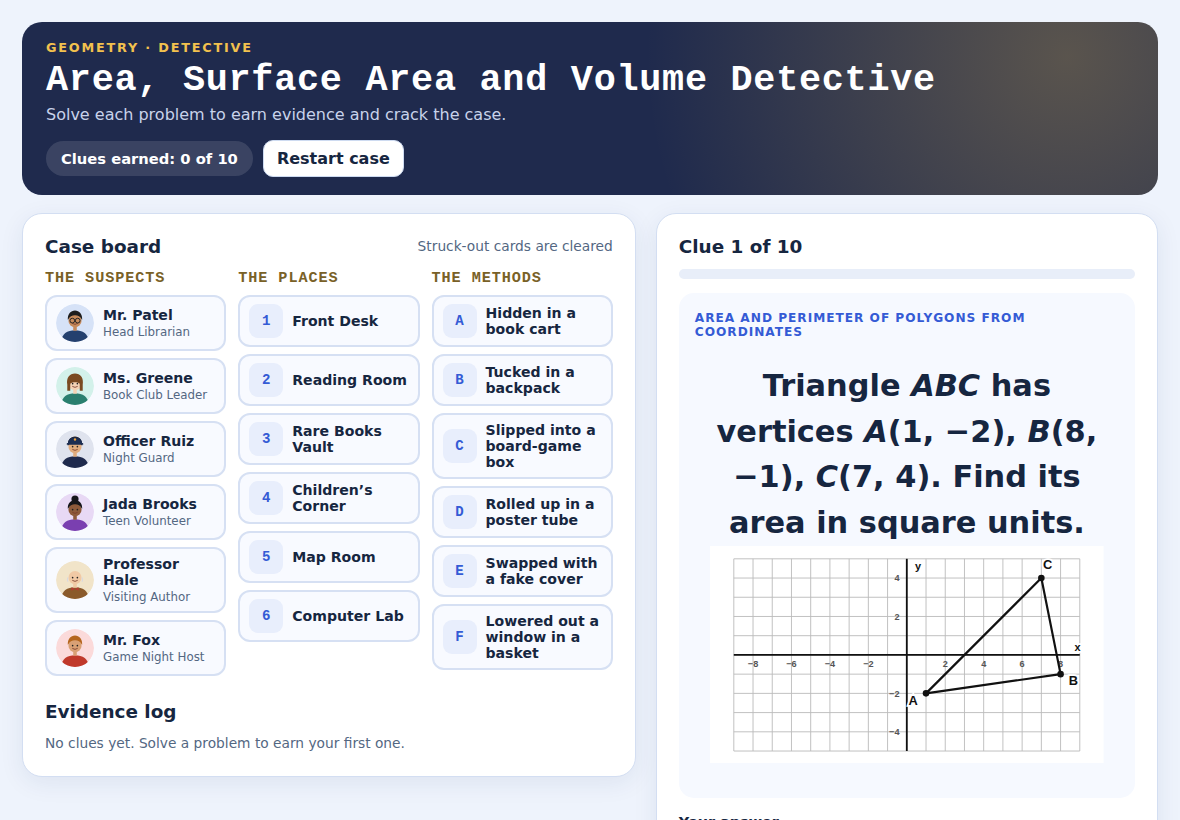 GEOMETRY · DETECTIVE
Area, Surface Area and Volume Detective
Solve each problem to earn evidence and crack the case.
Clues earned: 0 of 10
Restart case
Case board
Struck-out cards are cleared
THE SUSPECTS
Mr. Patel
Head Librarian
Ms. Greene
Book Club Leader
Officer Ruiz
Night Guard
Jada Brooks
Teen Volunteer
Professor
Hale
Visiting Author
Mr. Fox
Game Night Host
THE PLACES
1
Front Desk
2
Reading Room
3
Rare Books
Vault
4
Children’s
Corner
5
Map Room
6
Computer Lab
THE METHODS
A
Hidden in a
book cart
B
Tucked in a
backpack
C
Slipped into a
board-game
box
D
Rolled up in a
poster tube
E
Swapped with
a fake cover
F
Lowered out a
window in a
basket
Evidence log
No clues yet. Solve a problem to earn your first one.
Clue 1 of 10
AREA AND PERIMETER OF POLYGONS FROM
COORDINATES
Triangle ABC has
vertices A(1, −2), B(8,
−1), C(7, 4). Find its
area in square units.
y
C
4
2
x
−8 −6 −4 −2 2 4 6 8
B
−2
A
−4
Your answer